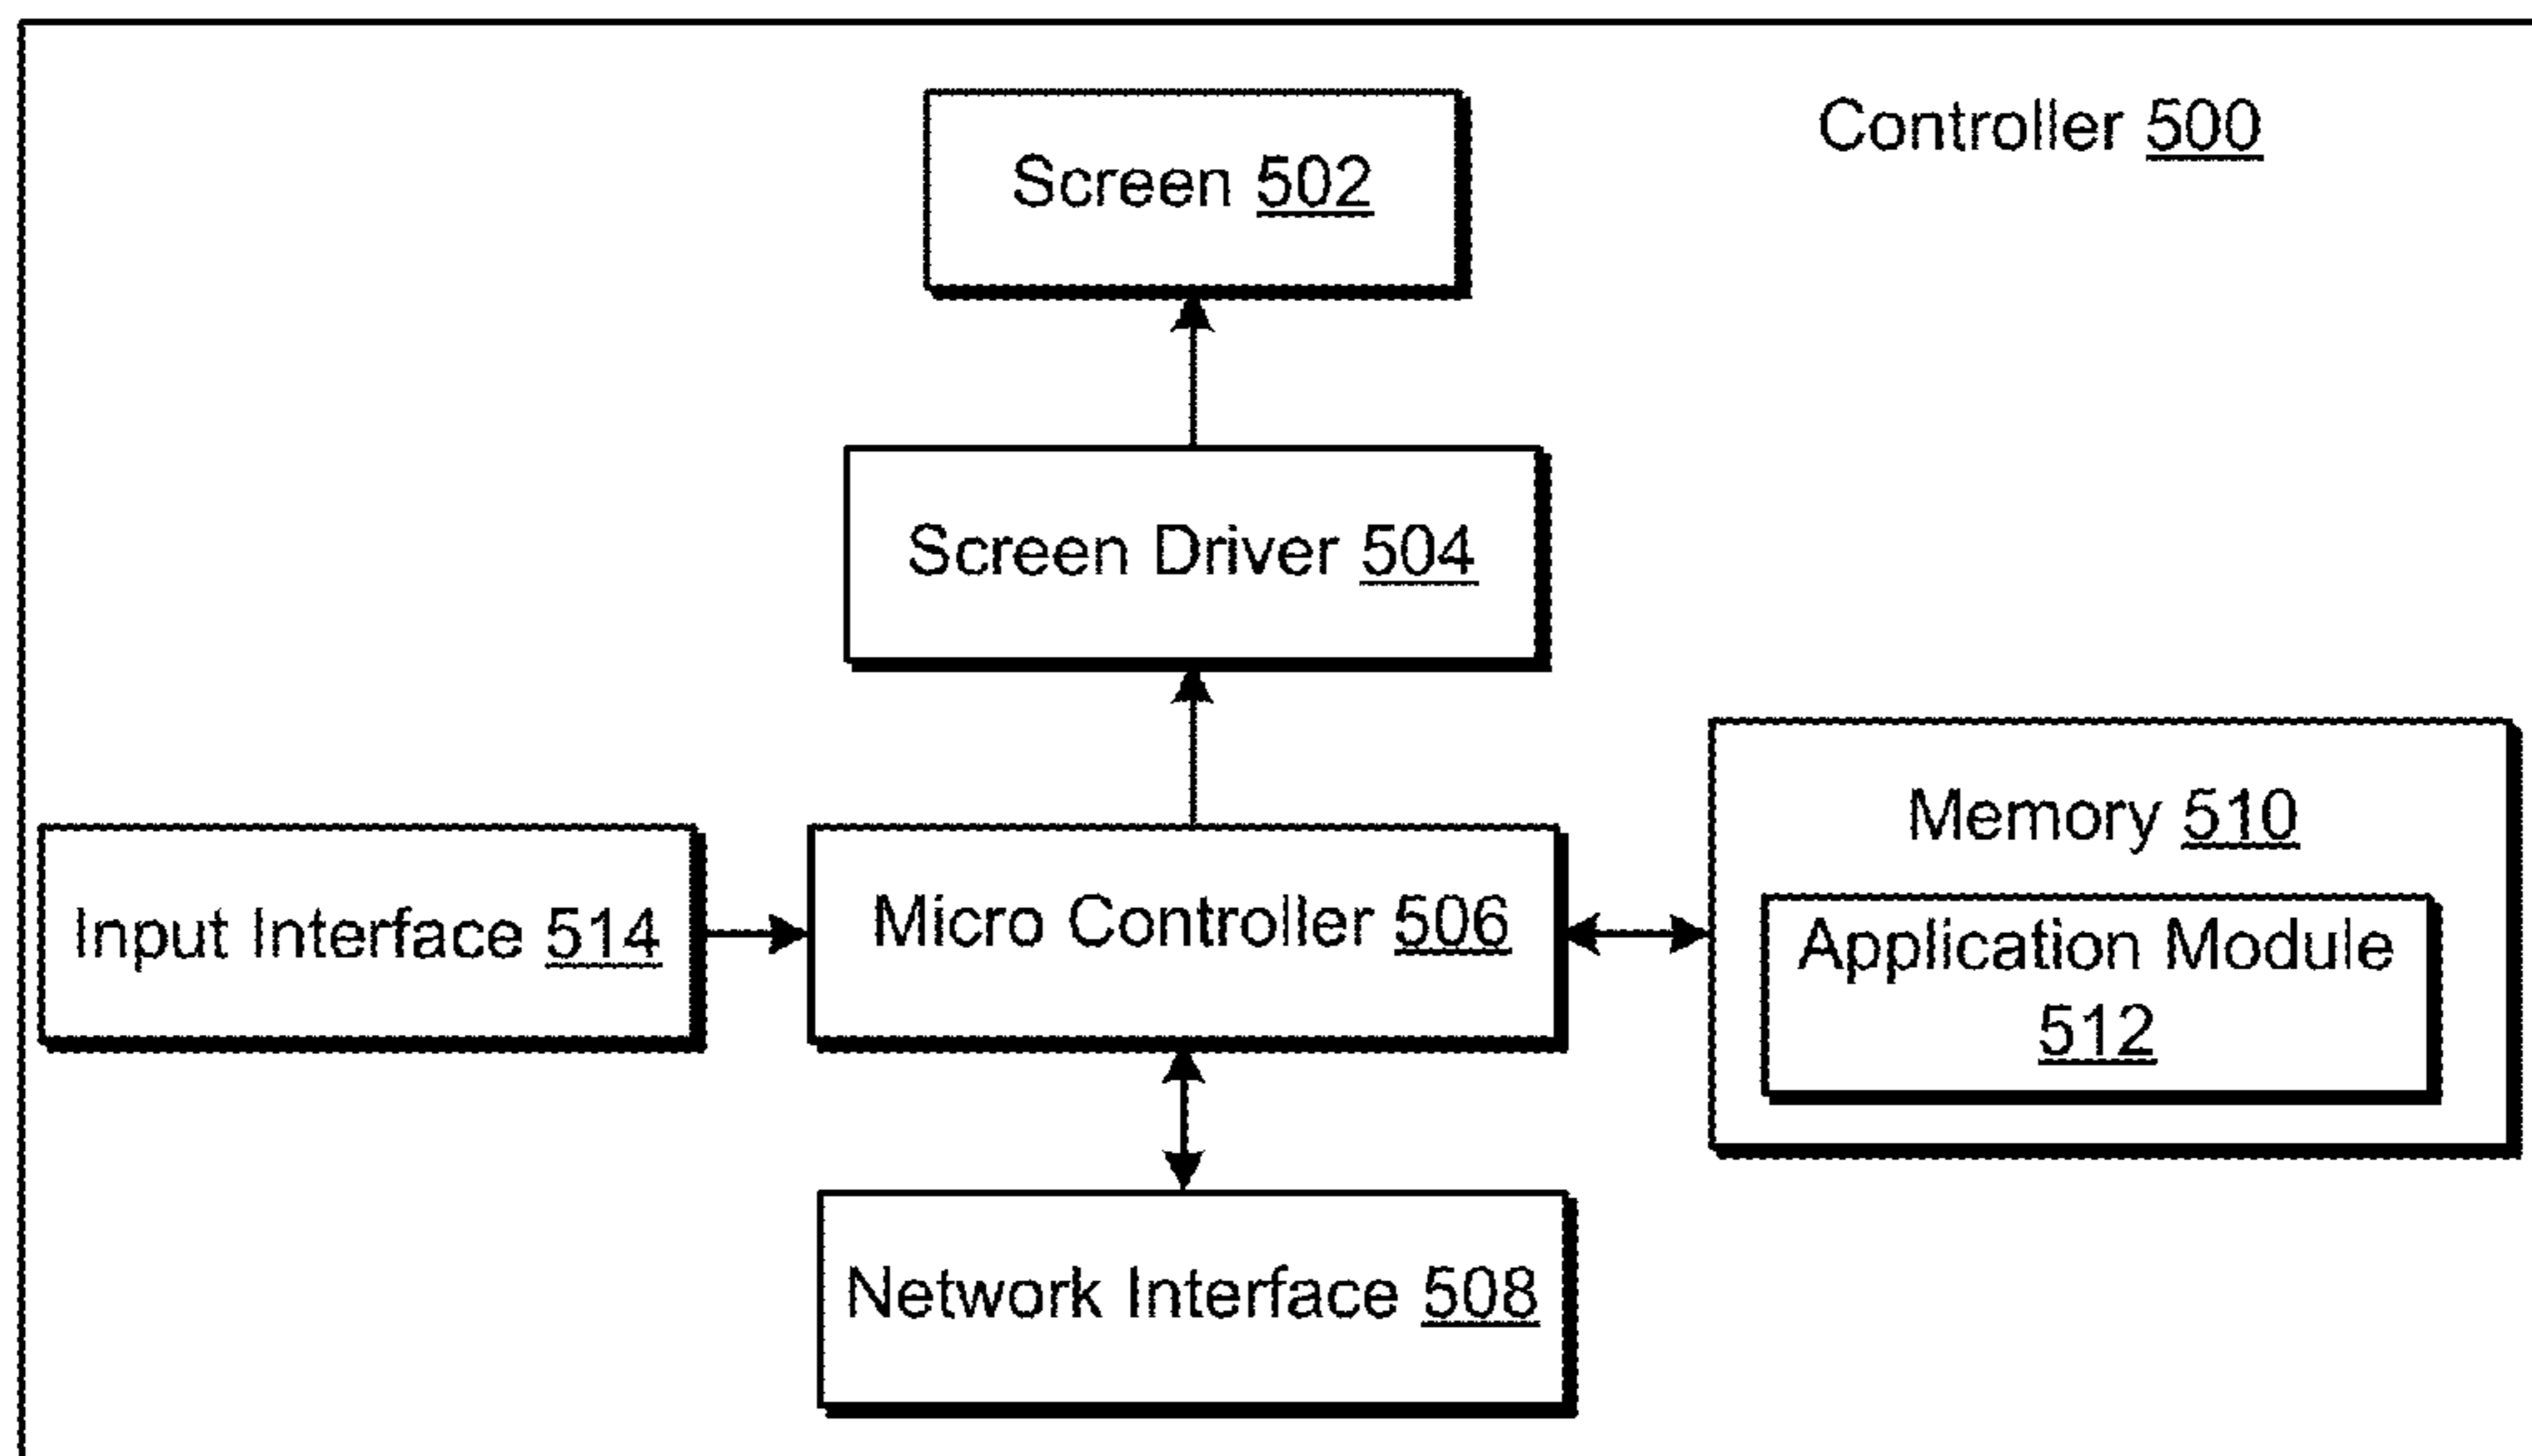 Controller 500
Screen 502
Screen Driver 504
Memory 510
Input Interface 514
Micro Controller 506
Application Module
512
Network Interface 508